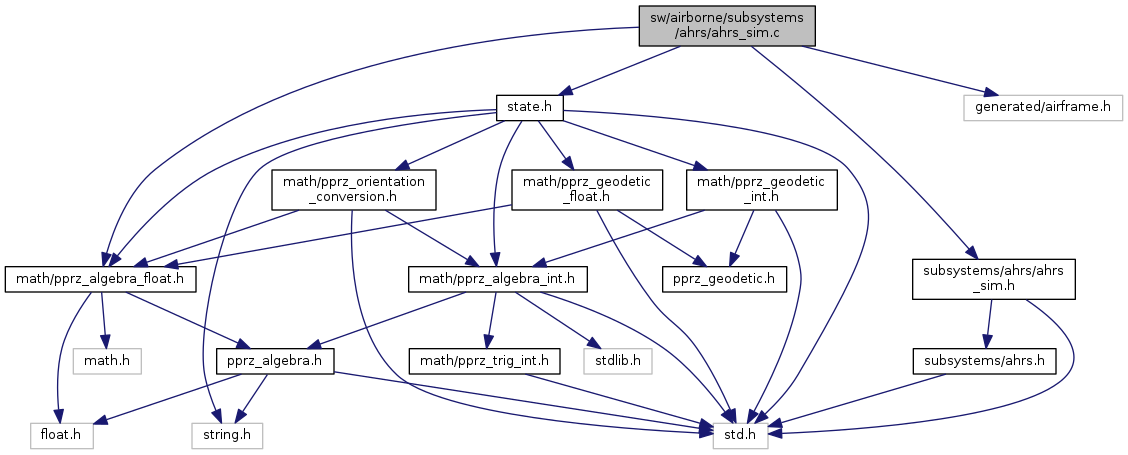 sw/airborne/subsystems
/ahrs/ahrs_sim.c
state.h
generated/airframe.h
math/pprz_orientation
_conversion.h
math/pprz_geodetic
_float.h
math/pprz_geodetic
_int.h
math/pprz_algebra_float.h
math/pprz_algebra_int.h
pprz_geodetic.h
subsystems/ahrs/ahrs
_sim.h
math.h
pprz_algebra.h
math/pprz_trig_int.h
stdlib.h
subsystems/ahrs.h
float.h
string.h
std.h